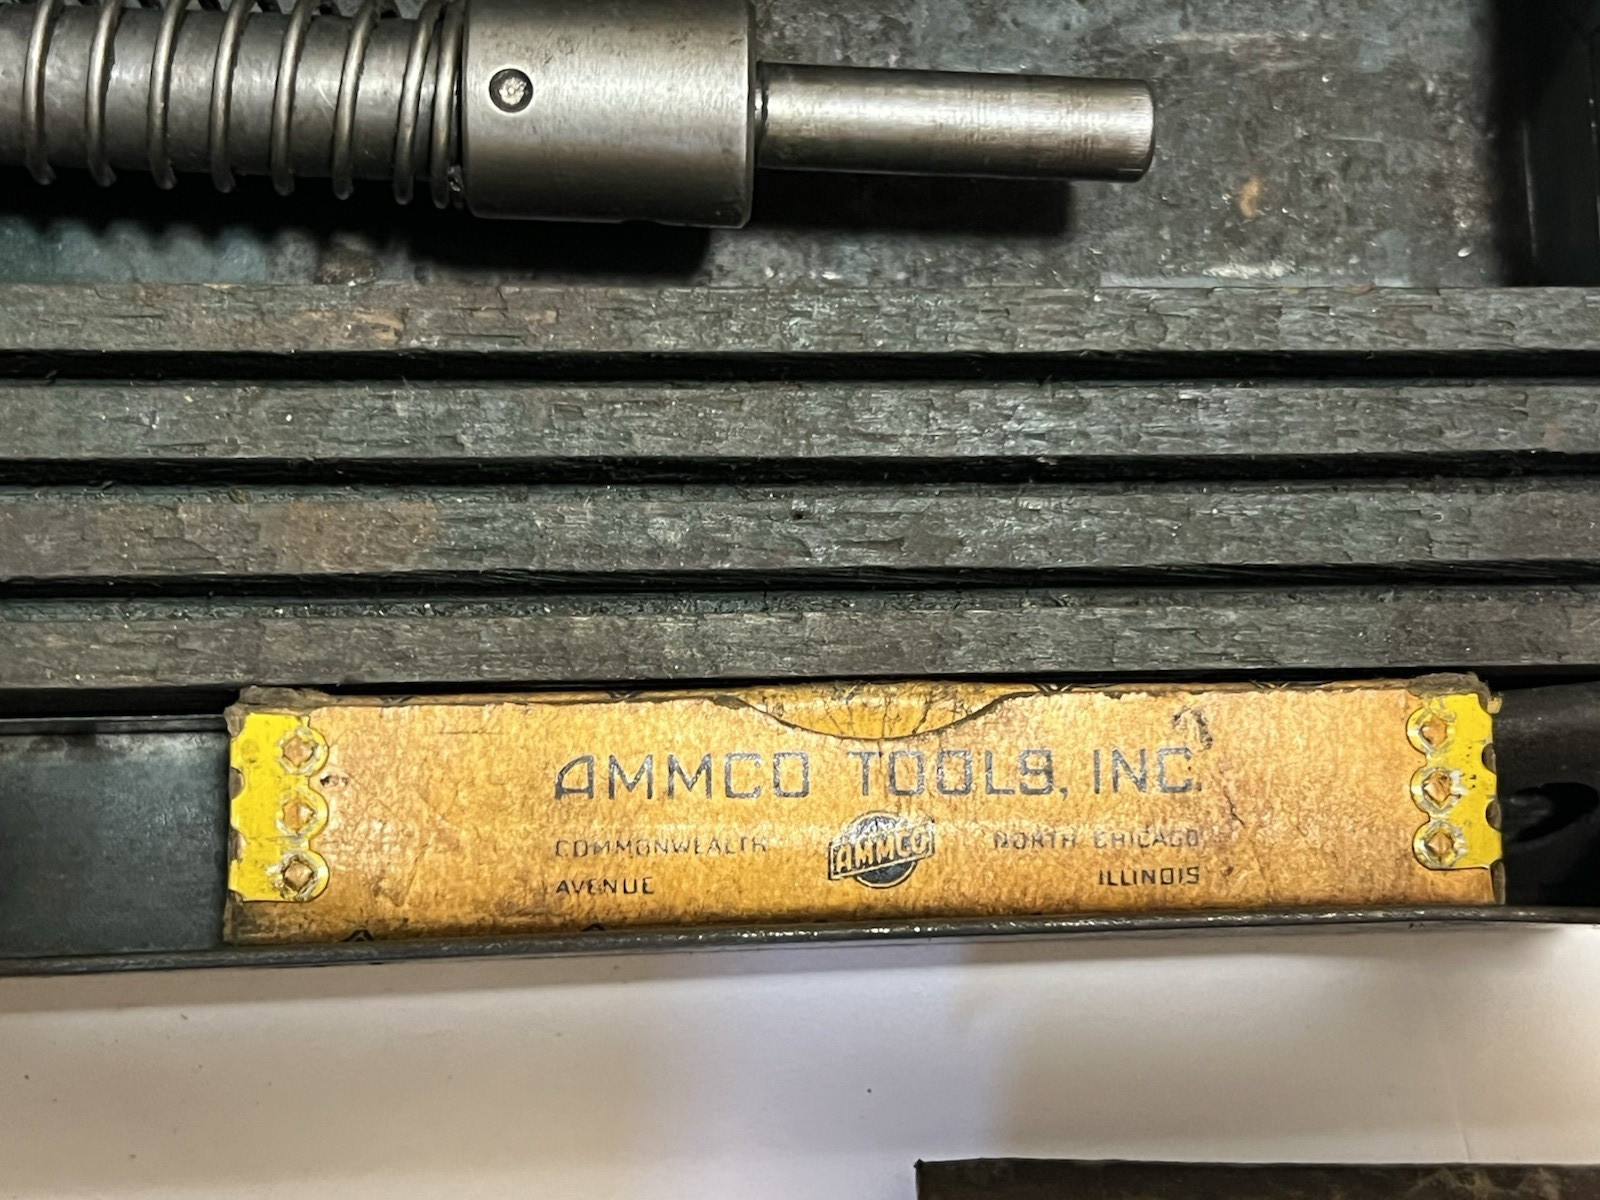 AMMCO TOOLS, INC.
COMMONWEALTH
AVENUE
AMMCO
NORTH CHICAGO
ILLINOIS